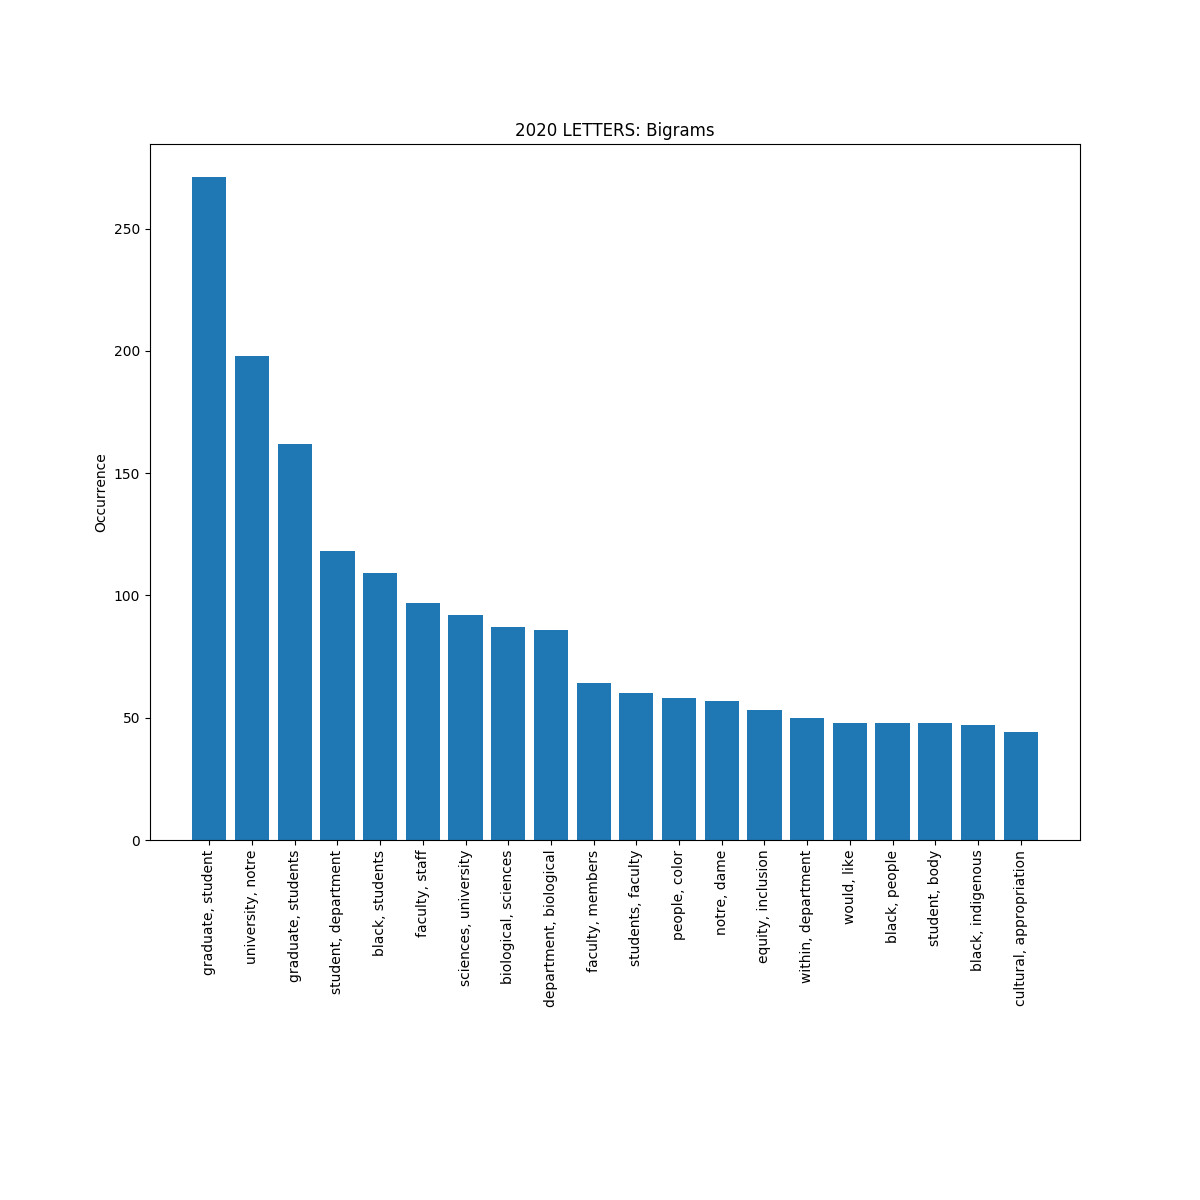 2020 LETTERS: Bigrams
Occurrence
250
200
150
100
50
0
graduate, student
university, notre
graduate, students
student, department
black, students
faculty, staff
sciences, university
biological, sciences
department, biological
faculty, members
students, faculty
people, color
notre, dame
equity, inclusion
within, department
would, like
black, people
student, body
black, indigenous
cultural, appropriation